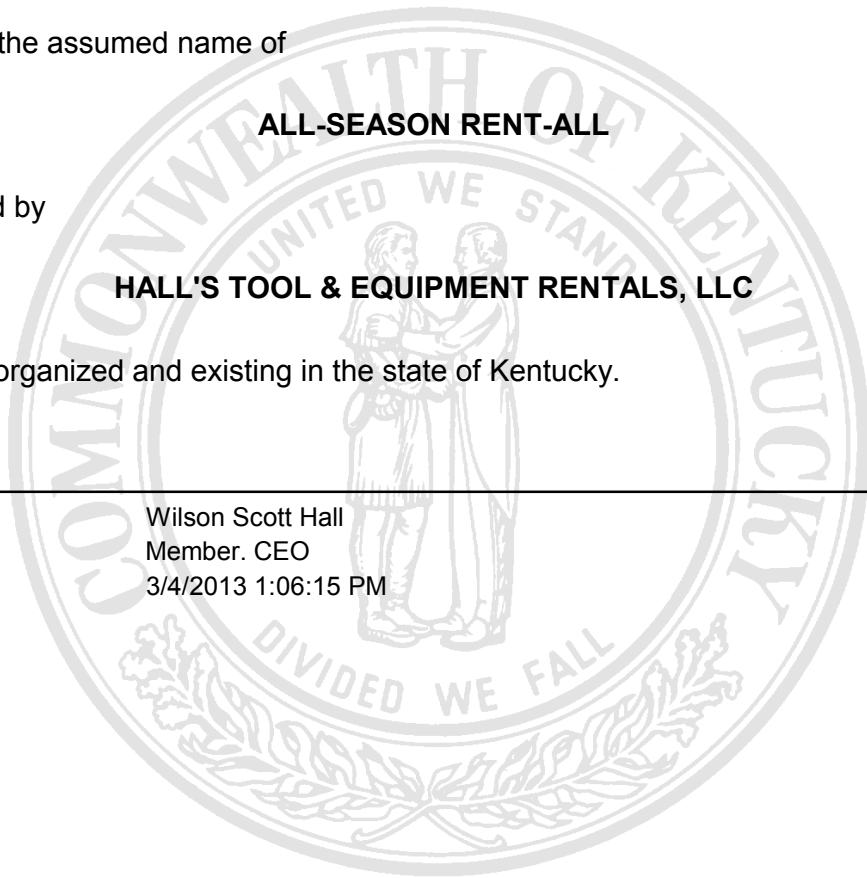 the assumed name of
ALL-SEASON RENT-ALL
d by
HALL'S TOOL & EQUIPMENT RENTALS, LLC
organized and existing in the state of Kentucky.
Wilson Scott Hall
Member. CEO
3/4/2013 1:06:15 PM
COMMONWEALTH OF KENTUCKY
UNITED WE STAND
DIVIDED WE FALL